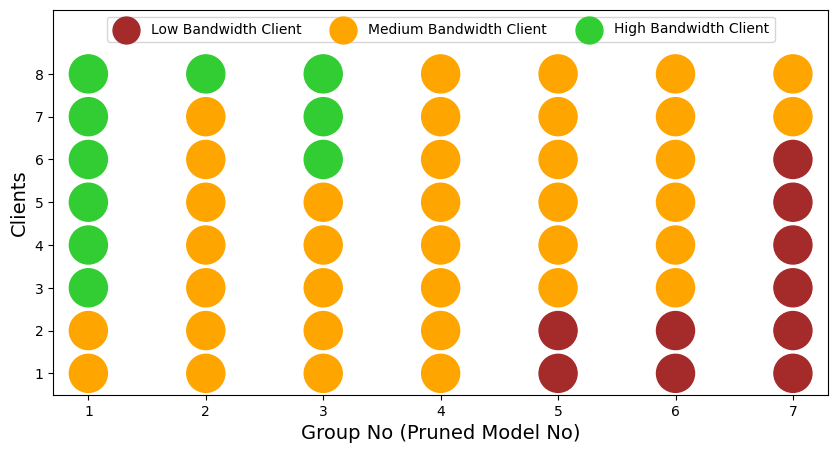 Low Bandwidth Client Medium Bandwidth Client High Bandwidth Client
Clients
8
7
6
5
4
3
2
1
1 2 3 4 5 6 7
Group No (Pruned Model No)